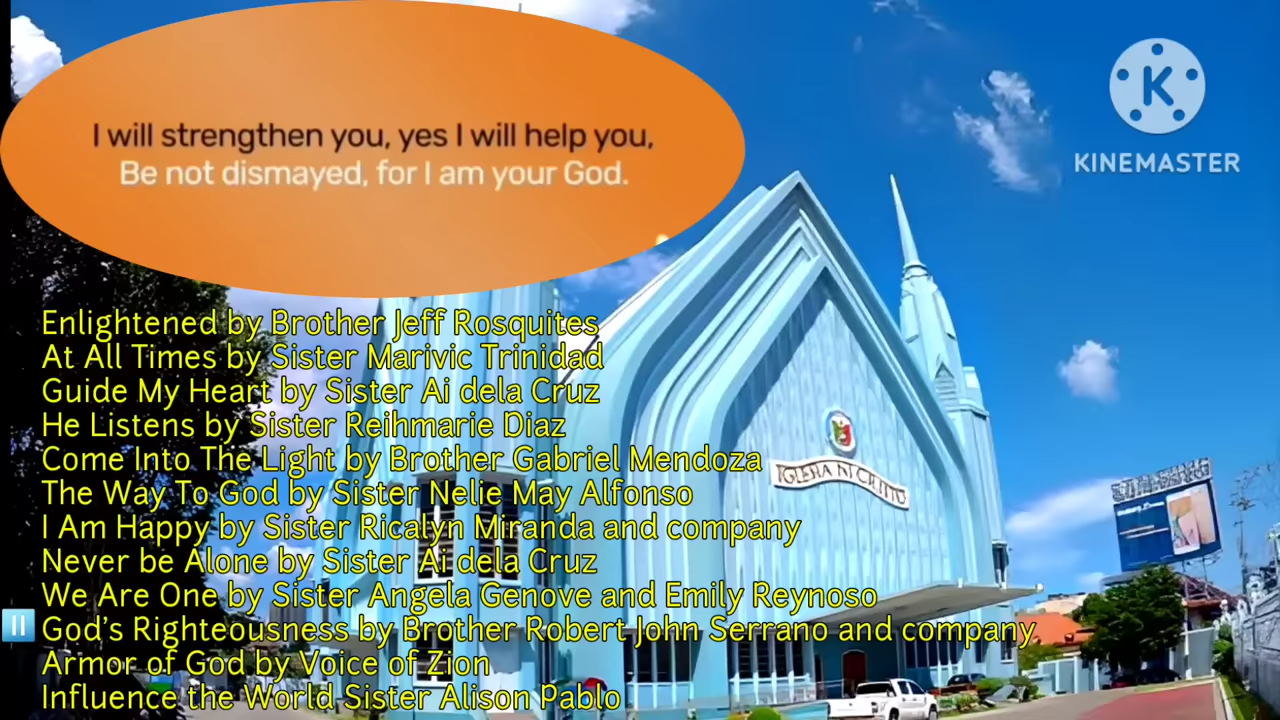 I will strengthen you, yes I will help you,
Be not dismayed, for I am your God.
KINEMASTER
Enlightened by Brother Jeff Rosquites
At All Times by Sister Marivic Trinidad
Guide My Heart by Sister Ai dela Cruz
He Listens by Sister Reihmarie Diaz
Come Into The Light by Brother Gabriel Mendoza
IGLESIA NI CRISTO
The Way To God by Sister Nelie May Alfonso
I Am Happy by Sister Ricalyn Miranda and company
Never be Alone by Sister Ai dela Cruz
We Are One by Sister Angela Genove and Emily Reynoso
God's Righteousness by Brother Robert John Serrano and company
Armor of God by Voice of Zion
Influence the World Sister Alison Pablo